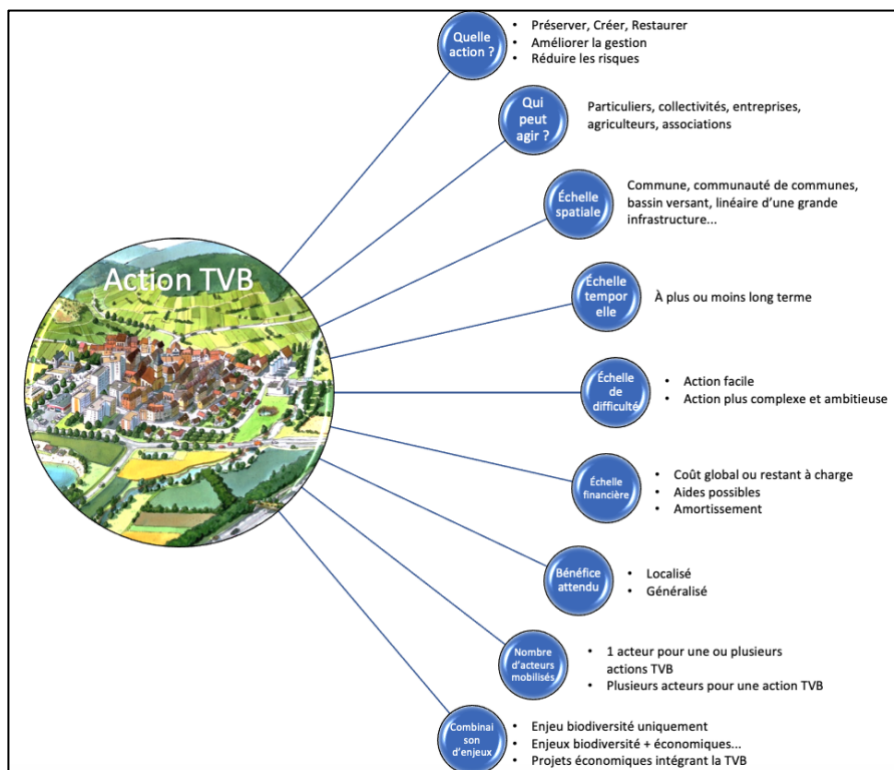 Action TVB
Quelle
action ?
• Préserver, Créer, Restaurer
• Améliorer la gestion
• Réduire les risques
Qui
peut
agir ?
Particuliers, collectivités, entreprises,
agriculteurs, associations
Échelle
spatiale
Commune, communauté de communes,
bassin versant, linéaire d'une grande
infrastructure...
Échelle
tempor
elle
À plus ou moins long terme
Échelle
de
difficulté
• Action facile
• Action plus complexe et ambitieuse
Échelle
financière
• Coût global ou restant à charge
• Aides possibles
• Amortissement
Bénéfice
attendu
• Localisé
• Généralisé
Nombre
d'acteurs
mobilisés
• 1 acteur pour une ou plusieurs
actions TVB
• Plusieurs acteurs pour une action TVB
Combinai
son
d'enjeux
• Enjeu biodiversité uniquement
• Enjeux biodiversité + économiques...
• Projets économiques intégrant la TVB